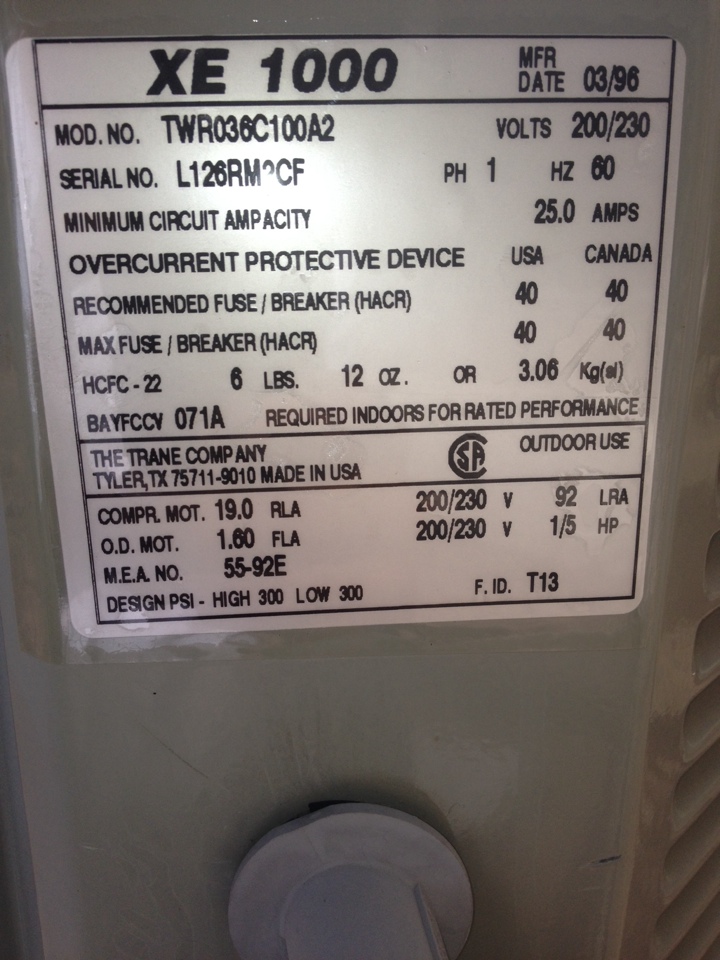 XE 1000
MFR
DATE 03/96
MOD. NO. TWR036C100A2 VOLTS 200/230
SERIAL NO. PH 1 HZ 60
MINIMUM CIRCUIT AMPACITY 25.0 AMPS
OVERCURRENT PROTECTIVE DEVICE USA CANADA
RECOMMENDED FUSE / BREAKER (HACR) 40 40
MAX FUSE / BREAKER (HACR) 40 40
HCFC - 22 6 LBS. 12 OZ. OR 3.06 Kg(sl)
BAYFCCV 071A REQUIRED INDOORS FOR RATED PERFORMANCE
THE TRANE COMPANY
TYLER, TX 75711-9010 MADE IN USA
SA
OUTDOOR USE
COMPR. MOT. 19.0 RLA 200/230 V 92 LRA
O.D. MOT. 1.60 FLA 200/230 V 1/5 HP
M.E.A. NO. 55-92E
DESIGN PSI - HIGH 300 LOW 300 F. ID. T13